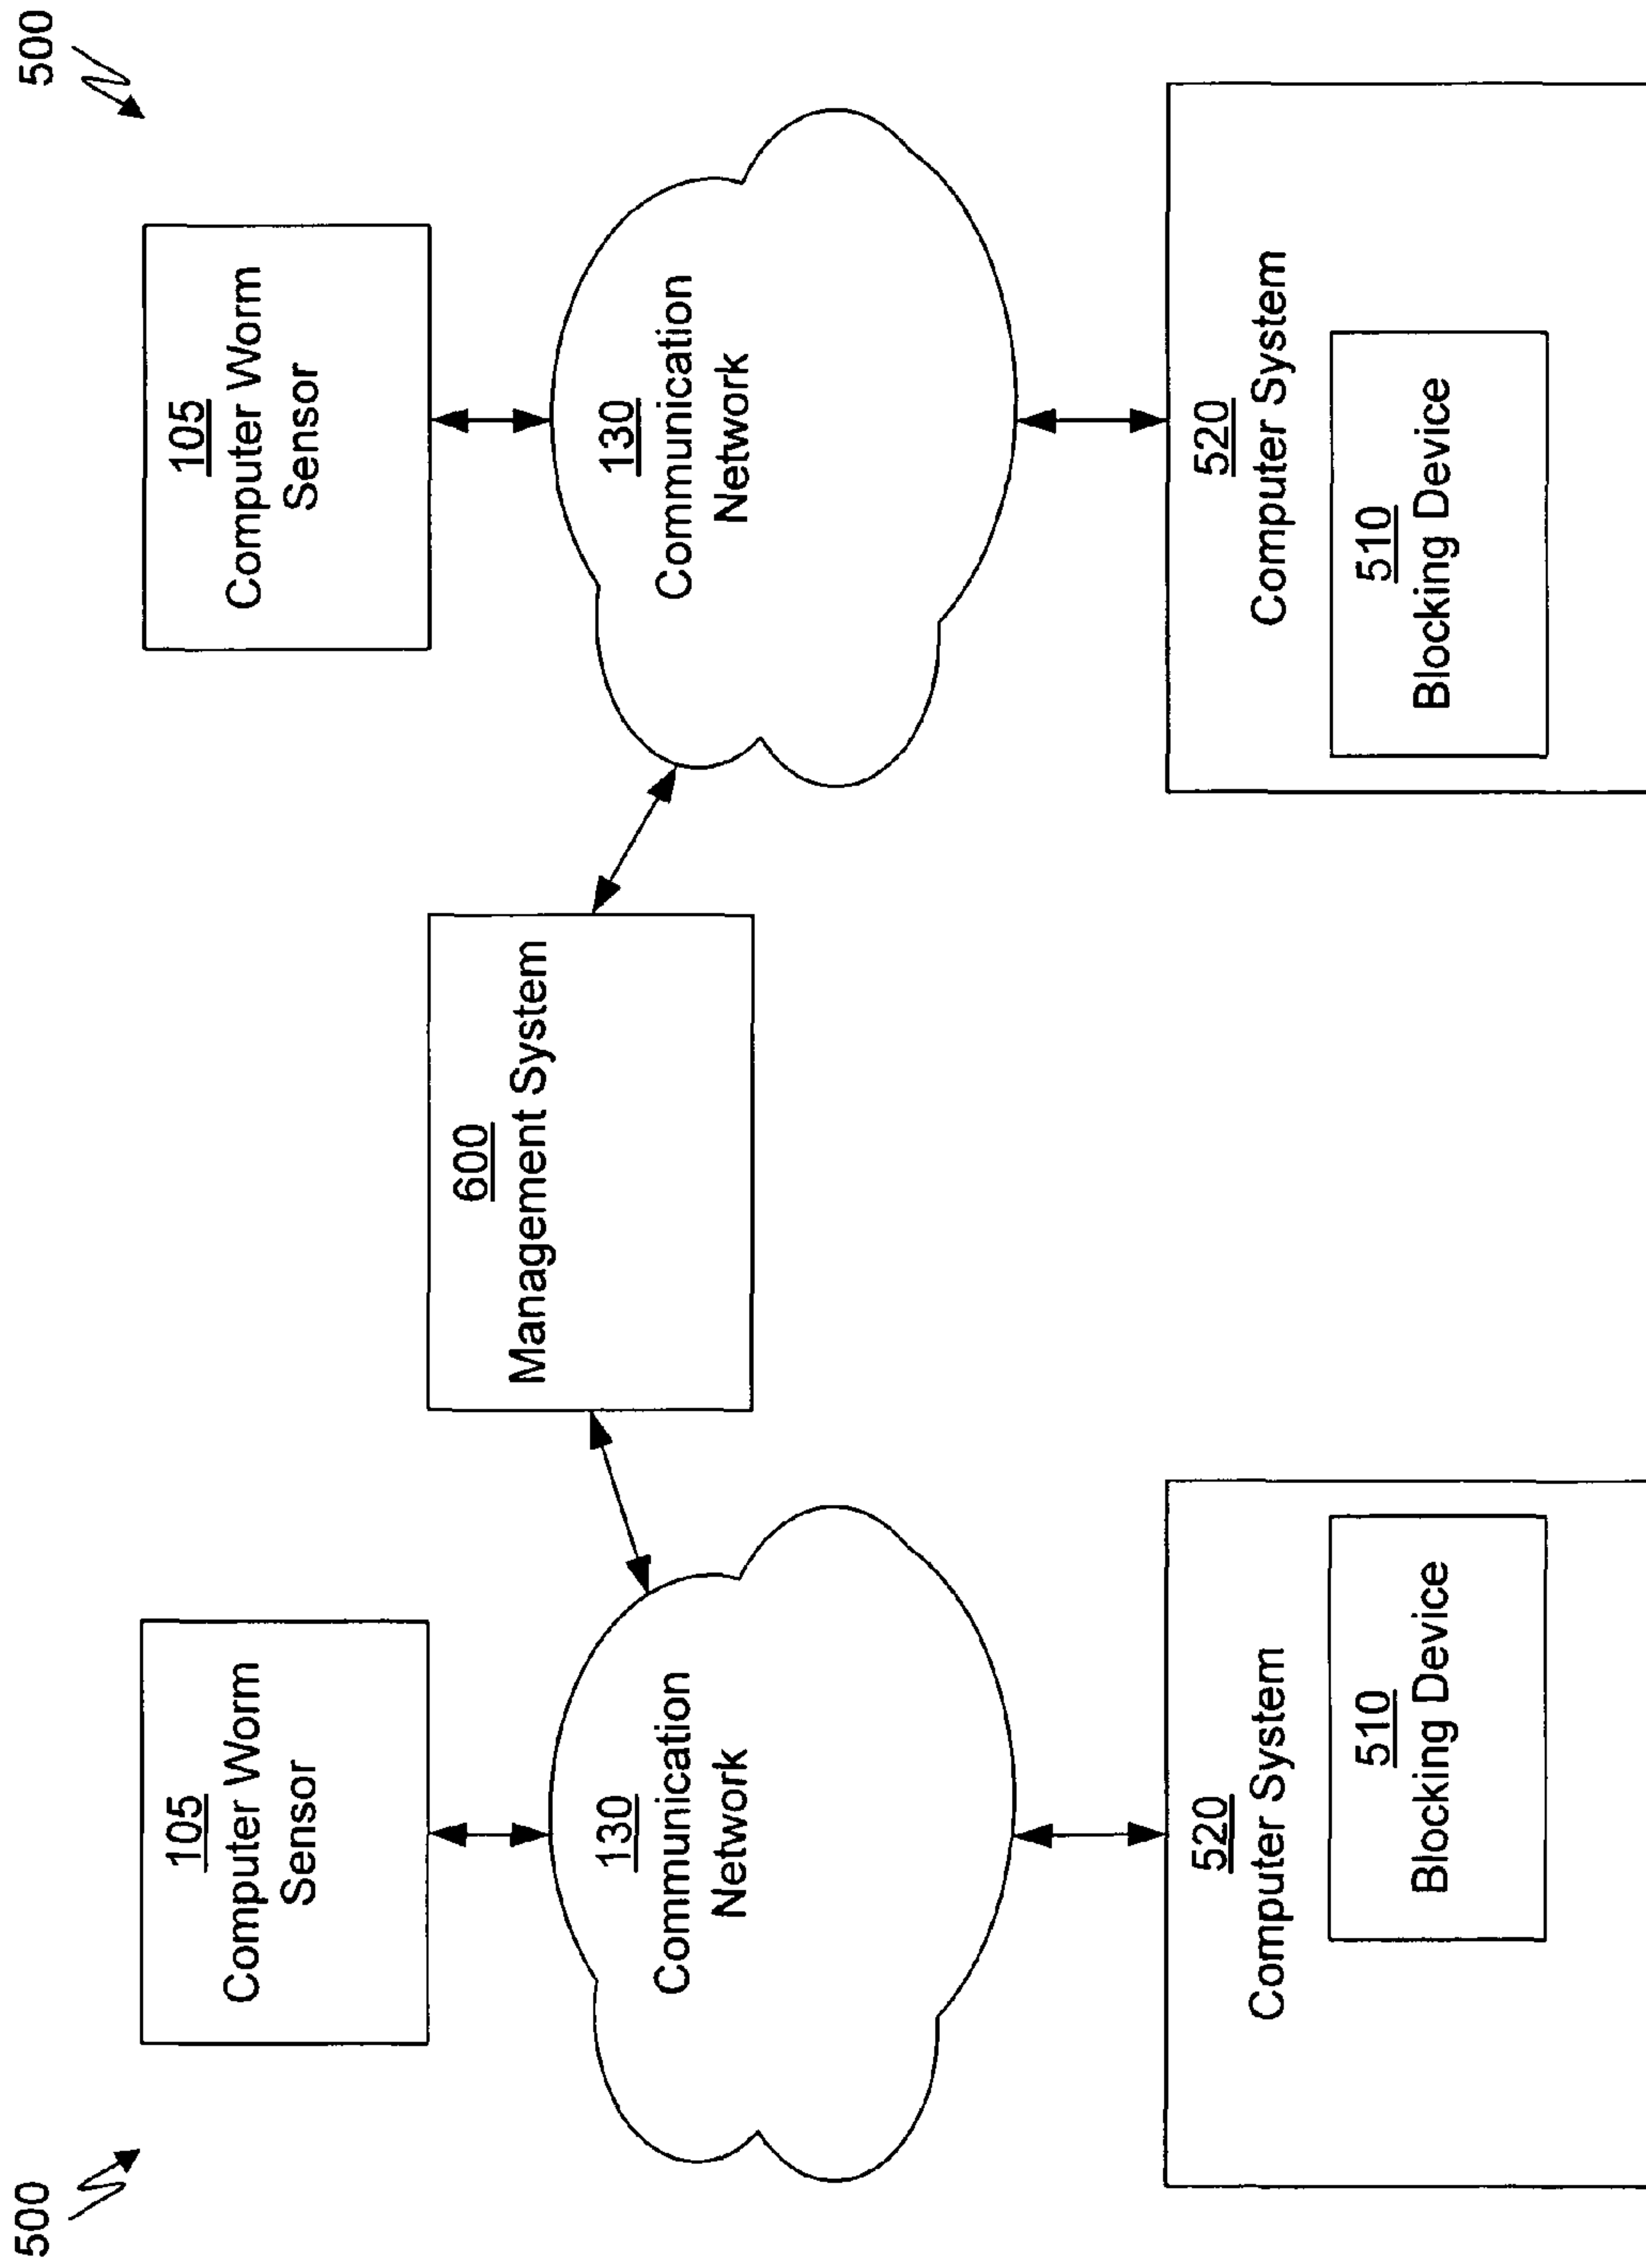 500
105
Computer Worm
Sensor
130
Communication
Network
520
Computer System
510
Blocking Device
600
Management System
500
105
Computer Worm
Sensor
130
Communication
Network
520
Computer System
510
Blocking Device